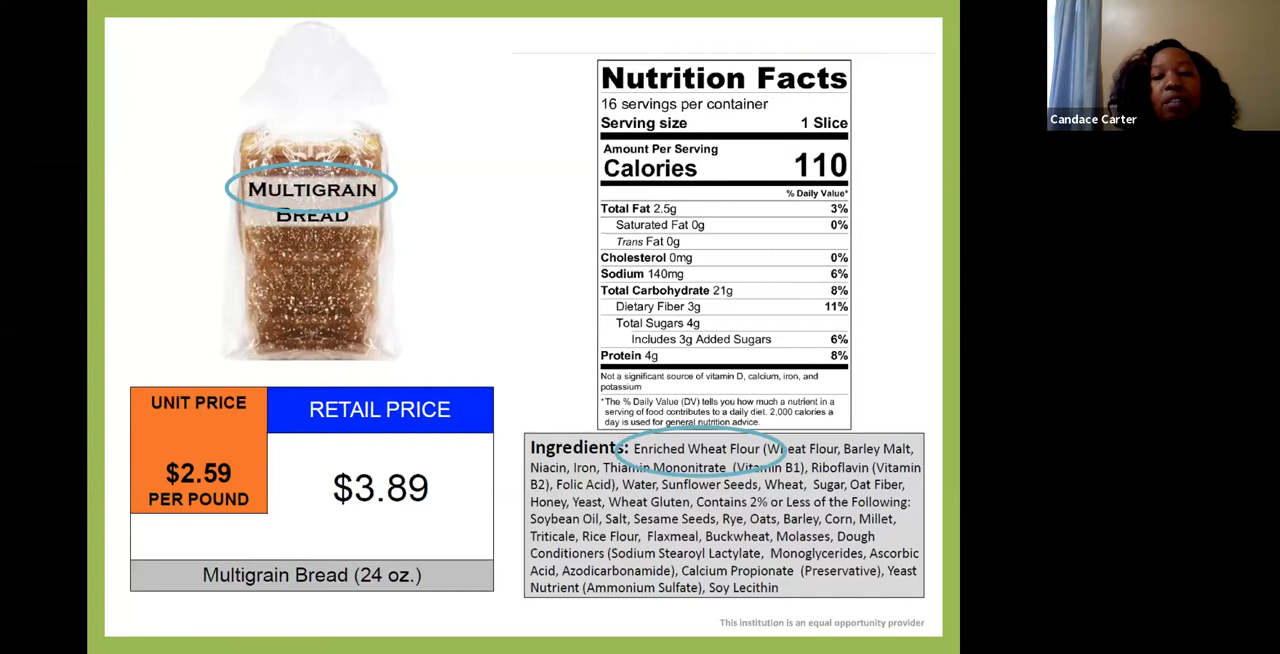 MULTIGRAIN
BREAD
UNIT PRICE
$2.59
PER POUND
RETAIL PRICE
$3.89
Multigrain Bread (24 oz.)
Nutrition Facts
16 servings per container
Serving size 1 Slice
Amount Per Serving
Calories 110
% Daily Value*
Total Fat 2.5g 3%
Saturated Fat 0g 0%
Trans Fat 0g
Cholesterol 0mg 0%
Sodium 140mg 6%
Total Carbohydrate 21g 8%
Dietary Fiber 3g 11%
Total Sugars 4g
Includes 3g Added Sugars 6%
Protein 4g 8%
Not a significant source of vitamin D, calcium, iron, and
potassium
*The % Daily Value (DV) tells you how much a nutrient in a
serving of food contributes to a daily diet. 2,000 calories a
day is used for general nutrition advice.
Ingredients: Enriched Wheat Flour (Wheat Flour, Barley Malt,
Niacin, Iron, Thiamin Mononitrate (Vitamin B1), Riboflavin (Vitamin
B2), Folic Acid), Water, Sunflower Seeds, Wheat, Sugar, Oat Fiber,
Honey, Yeast, Wheat Gluten, Contains 2% or Less of the Following:
Soybean Oil, Salt, Sesame Seeds, Rye, Oats, Barley, Corn, Millet,
Triticale, Rice Flour, Flaxmeal, Buckwheat, Molasses, Dough
Conditioners (Sodium Stearoyl Lactylate, Monoglycerides, Ascorbic
Acid, Azodicarbonamide), Calcium Propionate (Preservative), Yeast
Nutrient (Ammonium Sulfate), Soy Lecithin
This institution is an equal opportunity provider
Candace Carter